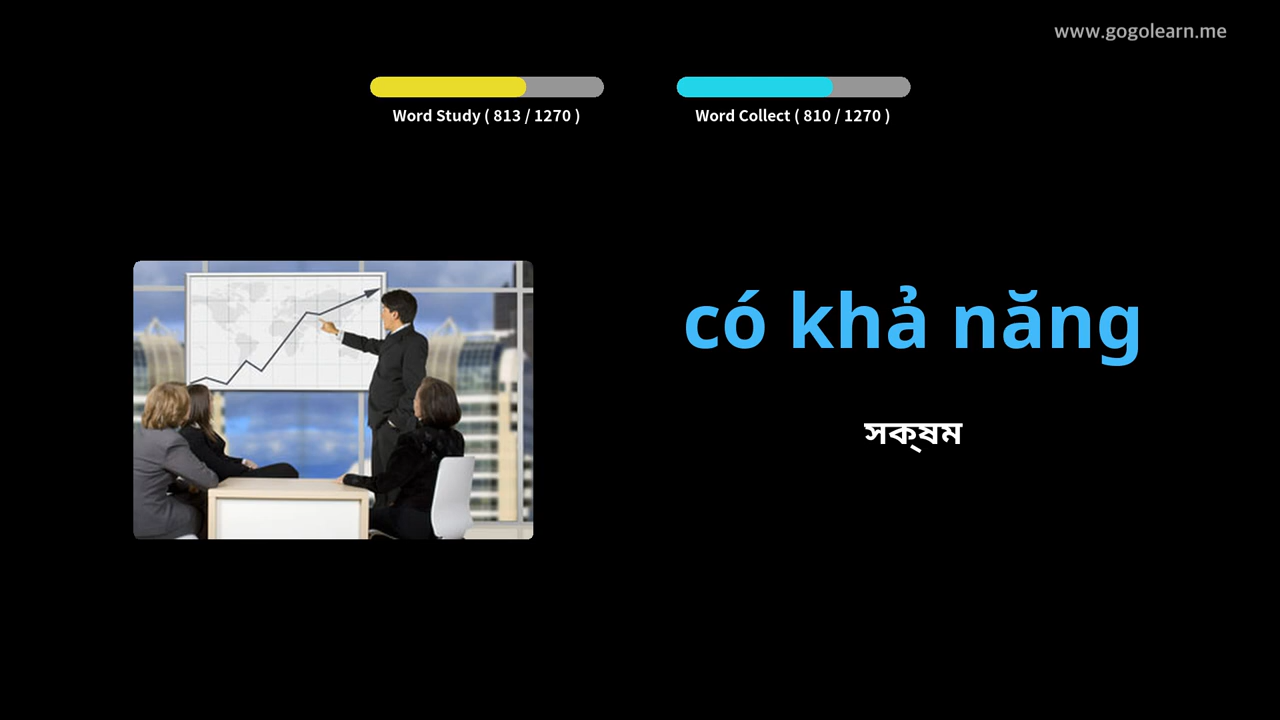 www.gogolearn.me
Word Study ( 813 / 1270 )
Word Collect ( 810 / 1270 )
có khả năng
সক্ষম